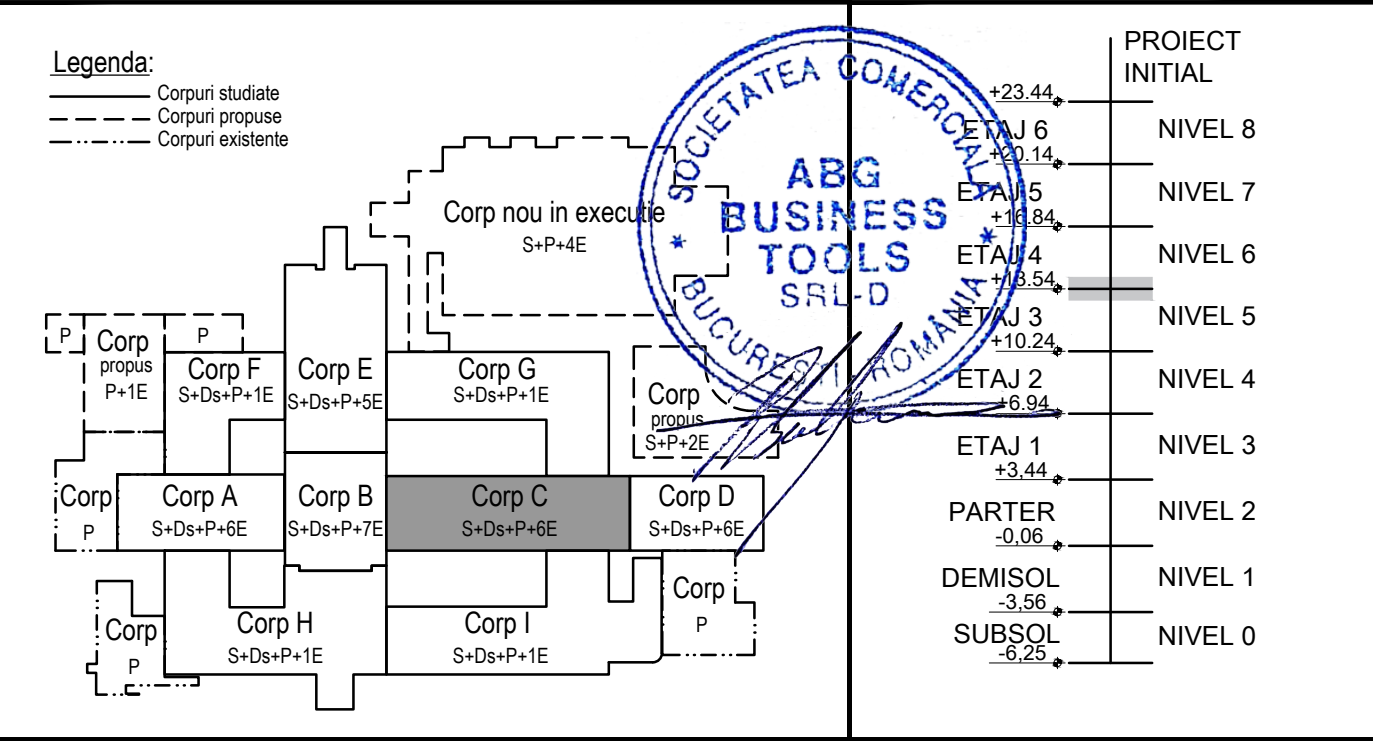 Legenda:
Corpuri studiate
Corpuri propuse
Corpuri existente
Corp nou in executie
S+P+4E
P
Corp
propus
P+1E
P
Corp F
S+Ds+P+1E
Corp E
S+Ds+P+5E
Corp G
S+Ds+P+1E
Corp
propus
S+P+2E
Corp
P
Corp A
S+Ds+P+6E
Corp B
S+Ds+P+7E
Corp C
S+Ds+P+6E
Corp D
S+Ds+P+6E
Corp
P
Corp H
S+Ds+P+1E
Corp I
S+Ds+P+1E
Corp
P
SOCIETATEA COMERCIALĂ
ABG
BUSINESS
TOOLS
SRL-D
* BUCUREȘTI - ROMÂNIA *
PROIECT
INITIAL
+23.44
ETAJ 6 NIVEL 8
+20.14
ETAJ 5 NIVEL 7
+16.84
ETAJ 4 NIVEL 6
+13.54
ETAJ 3 NIVEL 5
+10.24
ETAJ 2 NIVEL 4
+6.94
ETAJ 1 NIVEL 3
+3,44
PARTER NIVEL 2
-0,06
DEMISOL NIVEL 1
-3,56
SUBSOL NIVEL 0
-6,25